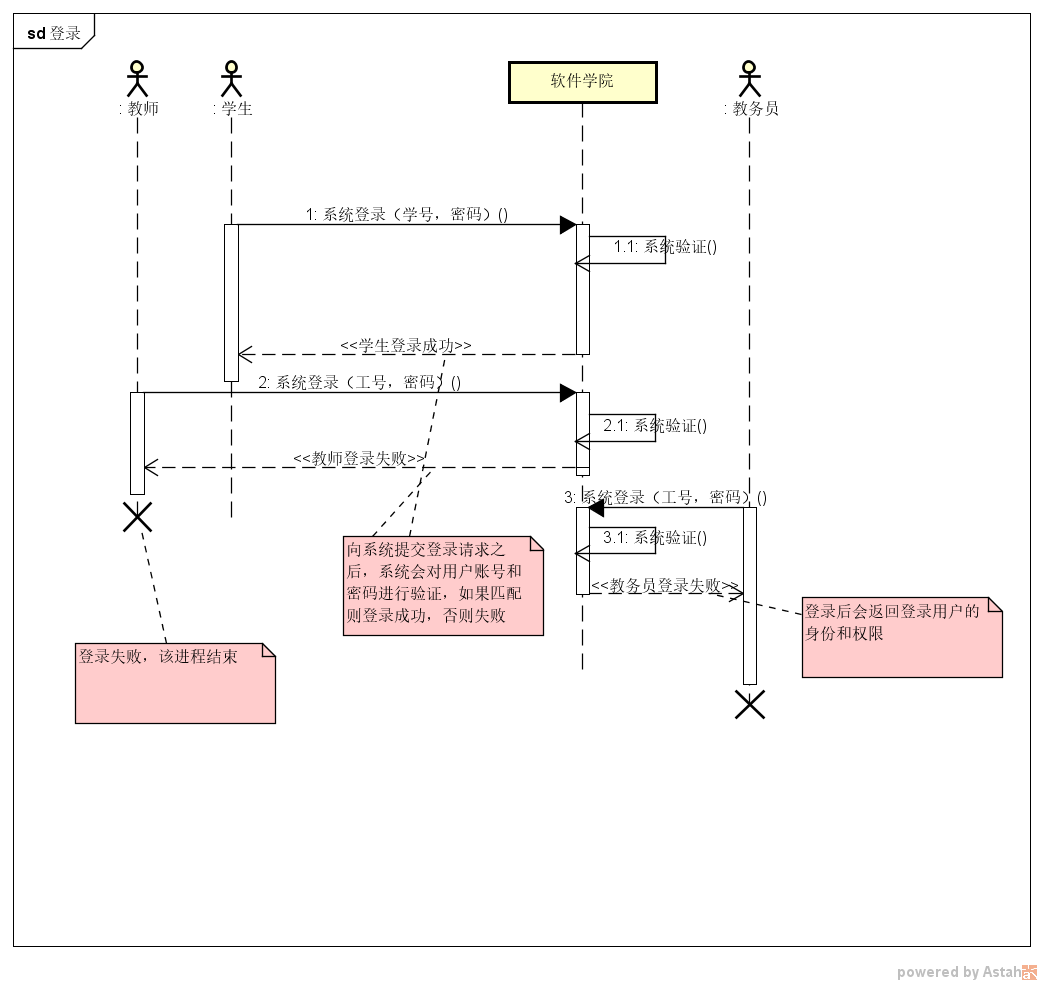 sd 登录
: 教师
: 学生
软件学院
: 教务员
1: 系统登录（学号，密码）()
1.1: 系统验证()
<<学生登录成功>>
2: 系统登录（工号，密码）()
2.1: 系统验证()
<<教师登录失败>>
3: 系统登录（工号，密码）()
3.1: 系统验证()
<<教务员登录失败>>
向系统提交登录请求之
后，系统会对用户账号和
密码进行验证，如果匹配
则登录成功，否则失败
登录后会返回登录用户的
身份和权限
登录失败，该进程结束
powered by Astah